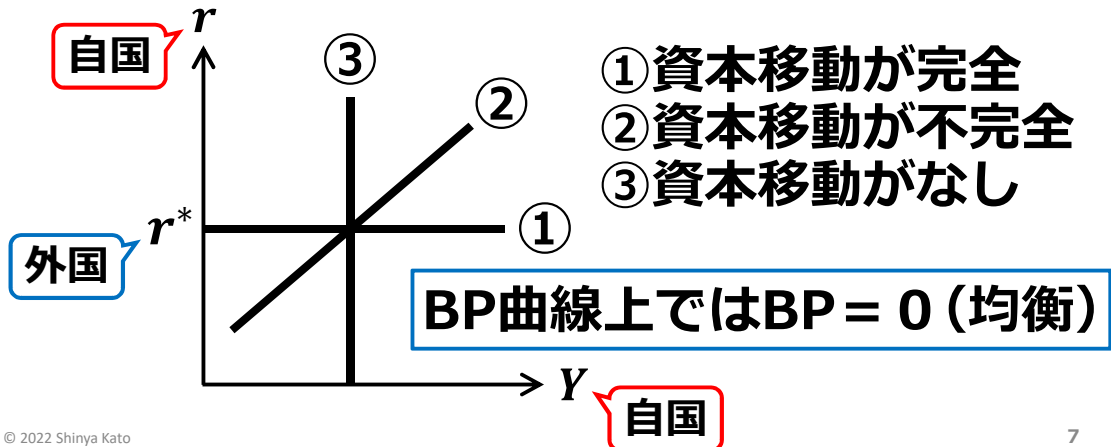 r
自国
③
①資本移動が完全
②
②資本移動が不完全
③資本移動がなし
r*
①
外国
BP曲線上ではBP = 0 (均衡)
Y
自国
© 2022 Shinya Kato
7